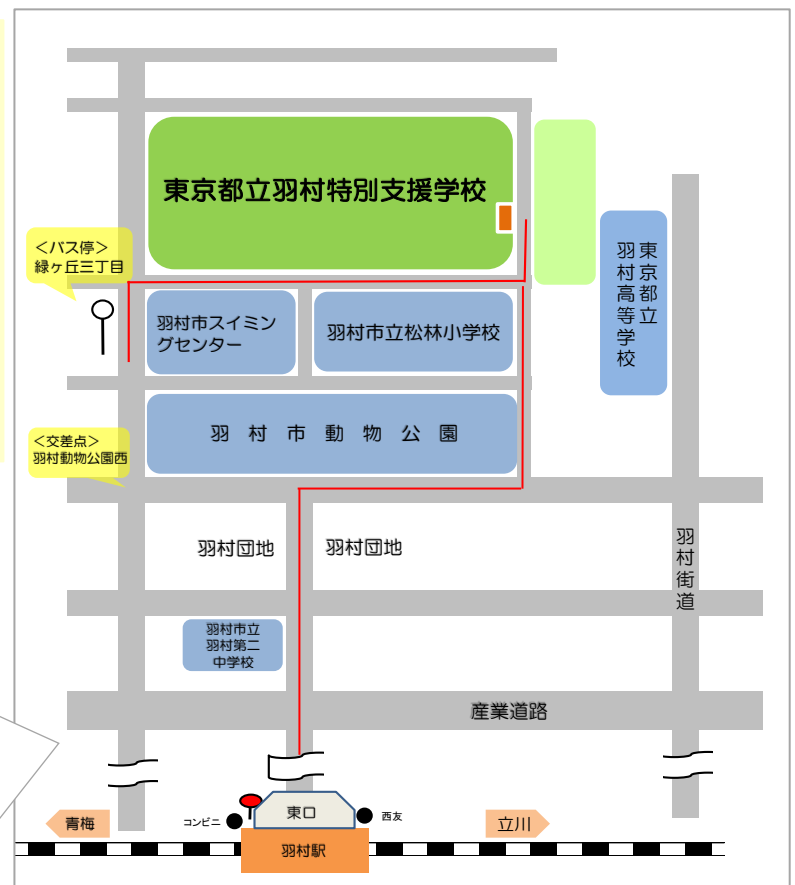 東京都立羽村特別支援学校
＜バス停＞
緑ヶ丘三丁目
東京都立
羽村高等学校
羽村市スイミン
グセンター
羽村市立松林小学校
羽村市動物公園
＜交差点＞
羽村動物公園西
羽村団地
羽村団地
羽村街道
羽村市立
羽村第二
中学校
産業道路
青梅
コンビニ
東口
西友
立川
羽村駅